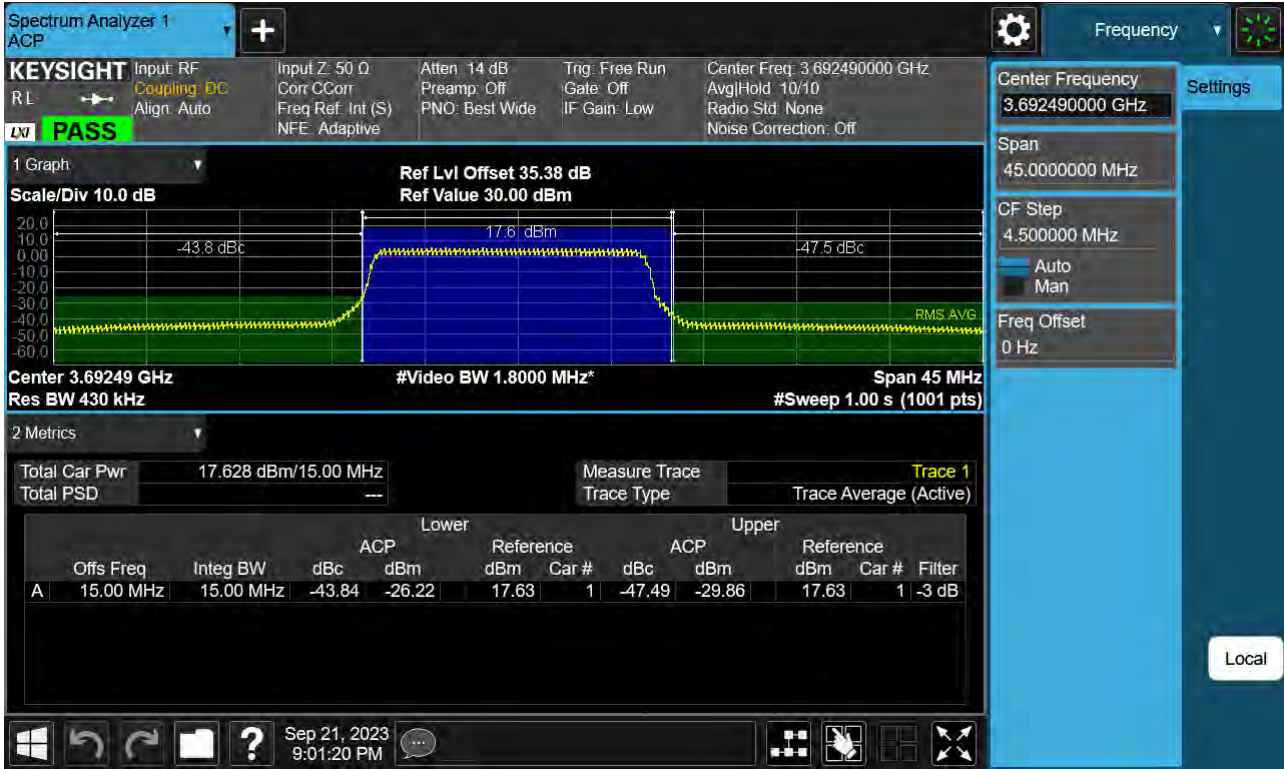 Spectrum Analyzer 1
ACP
Frequency
KEYSIGHT
RL
LXI
PASS
Input: RF
Coupling: DC
Align: Auto
Input Z: 50 Ω
Corr CCorr
Freq Ref: Int (S)
NFE: Adaptive
Atten: 14 dB
Preamp: Off
PNO: Best Wide
Trig: Free Run
Gate: Off
IF Gain: Low
Center Freq: 3.692490000 GHz
Avg|Hold: 10/10
Radio Std: None
Noise Correction: Off
Center Frequency
3.692490000 GHz
Settings
Span
45.0000000 MHz
CF Step
4.500000 MHz
Auto
Man
Freq Offset
0 Hz
Local
1 Graph
Scale/Div 10.0 dB
Ref Lvl Offset 35.38 dB
Ref Value 30.00 dBm
20.0
10.0
0.00
-10.0
-20.0
-30.0
-40.0
-50.0
-60.0
-43.8 dBc
17.6 dBm
-47.5 dBc
RMS AVG
Center 3.69249 GHz
Res BW 430 kHz
#Video BW 1.8000 MHz*
Span 45 MHz
#Sweep 1.00 s (1001 pts)
2 Metrics
Total Car Pwr 17.628 dBm/15.00 MHz
Total PSD ---
Measure Trace Trace 1
Trace Type Trace Average (Active)
Lower Upper
ACP Reference ACP Reference
Offs Freq Integ BW dBc dBm dBm Car # dBc dBm dBm Car # Filter
A 15.00 MHz 15.00 MHz -43.84 -26.22 17.63 1 -47.49 -29.86 17.63 1 -3 dB
Sep 21, 2023
9:01:20 PM